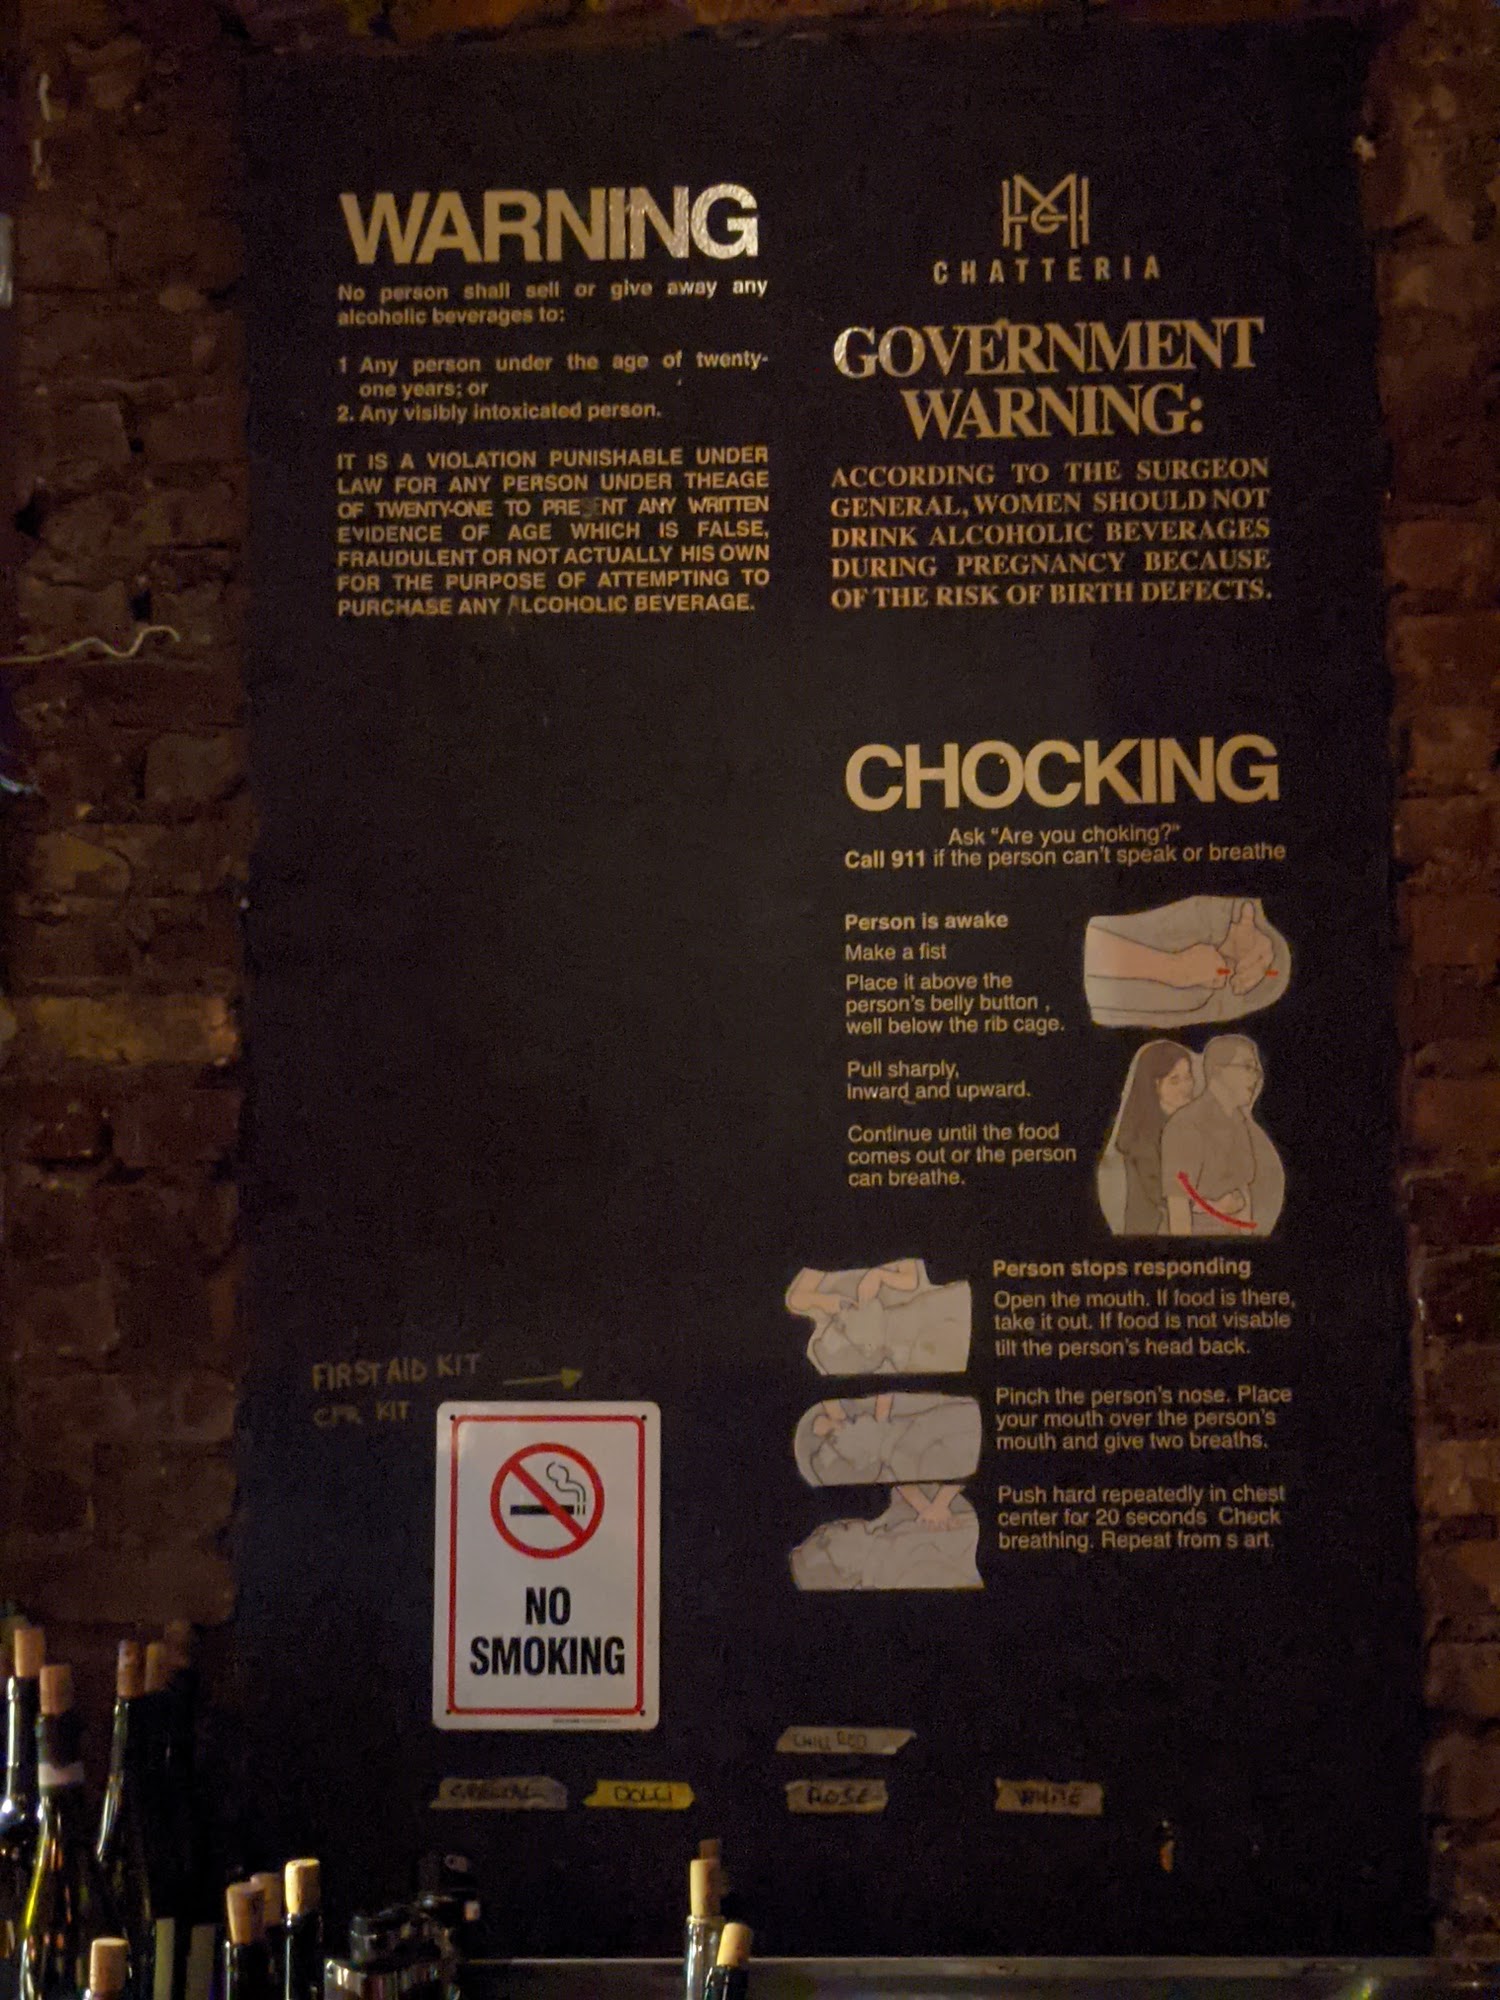 WARNING
No person shall sell or give away any
alcoholic beverages to:
1 Any person under the age of twenty-
one years; or
2. Any visibly intoxicated person.
IT IS A VIOLATION PUNISHABLE UNDER
LAW FOR ANY PERSON UNDER THEAGE
OF TWENTY-ONE TO PRE NT ANY WRITTEN
EVIDENCE OF AGE WHICH IS FALSE,
FRAUDULENT OR NOT ACTUALLY HIS OWN
FOR THE PURPOSE OF ATTEMPTING TO
PURCHASE ANY ALCOHOLIC BEVERAGE.
CHATTERIA
GOVERNMENT
WARNING:
ACCORDING TO THE SURGEON
GENERAL, WOMEN SHOULD NOT
DRINK ALCOHOLIC BEVERAGES
DURING PREGNANCY BECAUSE
OF THE RISK OF BIRTH DEFECTS.
CHOCKING
Ask "Are you choking?"
Call 911 if the person can't speak or breathe
Person is awake
Make a fist
Place it above the
person's belly button ,
well below the rib cage.
Pull sharply,
Inward and upward.
Continue until the food
comes out or the person
can breathe.
Person stops responding
Open the mouth. If food is there,
take it out. If food is not visable
tilt the person's head back.
Pinch the person's nose. Place
your mouth over the person's
mouth and give two breaths.
Push hard repeatedly in chest
center for 20 seconds Check
breathing. Repeat from s art.
FIRST AID KIT
CPR KIT
NO
SMOKING
CHILL RED
SPECIAL
DOLCI
ROSE
WHITE